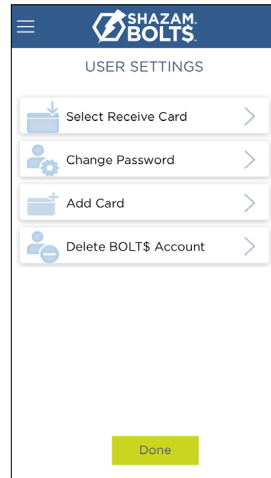 SHAZAM.
BOLT$.
USER SETTINGS
Select Receive Card
Change Password
Add Card
Delete BOLT$ Account
Done